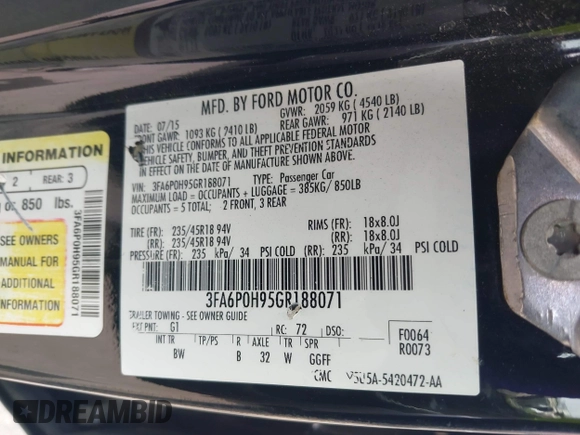 MFD. BY FORD MOTOR CO.
07/15
GVWR: 2059 KG ( 4540 LB)
FRONT GAWR: 1093 KG ( 2410 LB)
REAR GAWR: 971 KG ( 2140 LB)
THIS VEHICLE CONFORMS TO ALL APPLICABLE FEDERAL MOTOR
VEHICLE SAFETY, BUMPER, AND THEFT PREVENTION STANDARDS
IN EFFECT ON THE DATE OF MANUFACTURE SHOWN ABOVE.
VIN: 3FA6P0H95GR188071 TYPE: Passenger Car
MAXIMUM LOAD = OCCUPANTS + LUGGAGE = 385KG/ 850LB
OCCUPANTS = 5 TOTAL: 2 FRONT, 3 REAR
TIRE (FR): 235/45R18 94V RIMS (FR): 18x8.0J
(RR): 235/45R18 94V (RR): 18x8.0J
PRESSURE (FR): 235 kPa/ 34 PSI COLD (RR): 235 kPa/ 34 PSI COLD
3FA6P0H95GR188071
TRAILER TOWING - SEE OWNER GUIDE
EXT PNT: G1 RC: 72 DSO:
F0064
R0073
INT TR TP/PS R AXLE TR SPR
BW B 32 W GGFF
CMC V5U5A-5420472-AA
INFORMATION
2 REAR: 3
or 850 lbs.
SEE OWNERS
MANUAL FOR
ADDITIONAL
INFORMATION
3FA6P0H95GR188071
DREAMBID